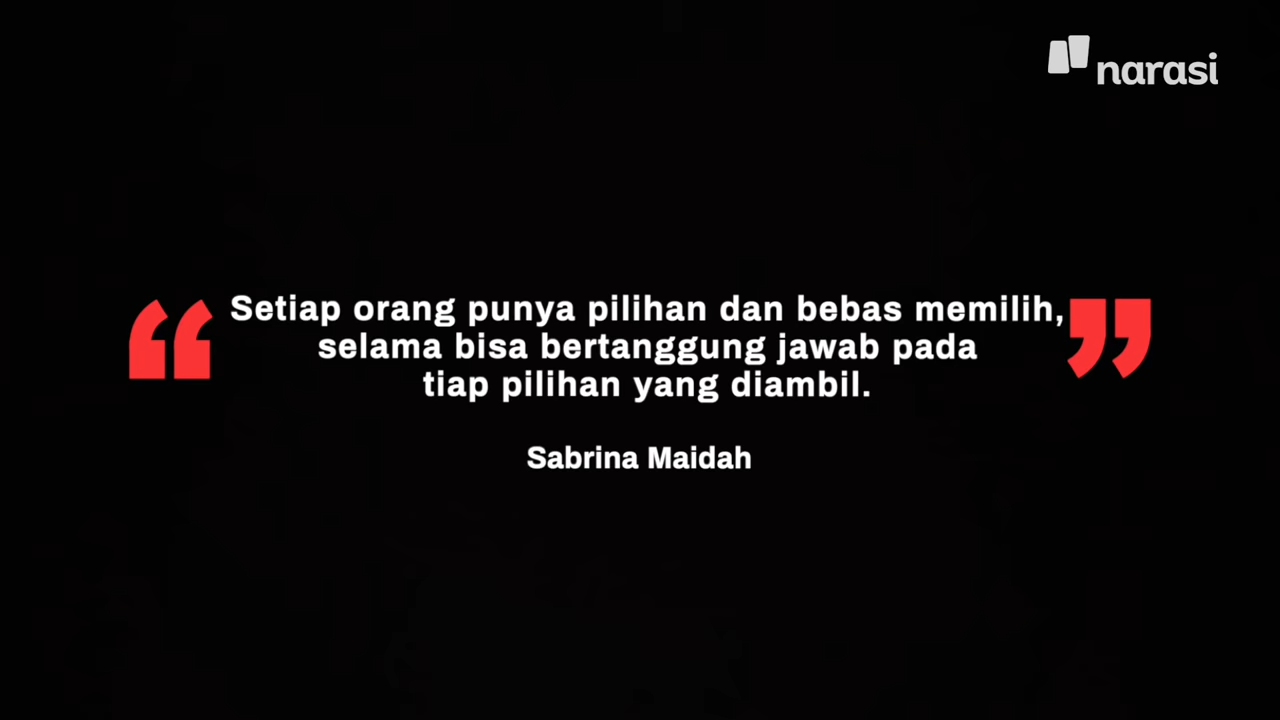 narasi
“Setiap orang punya pilihan dan bebas memilih,”
selama bisa bertanggung jawab pada
tiap pilihan yang diambil.
Sabrina Maidah